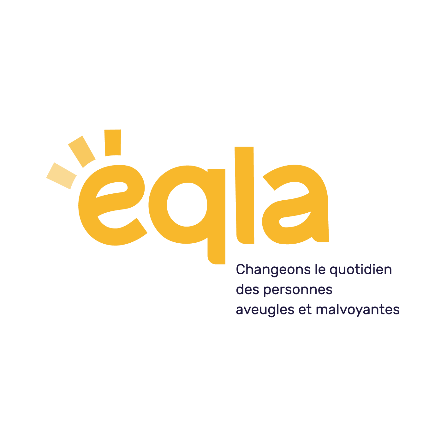 eqla
Changeons le quotidien
des personnes
aveugles et malvoyantes